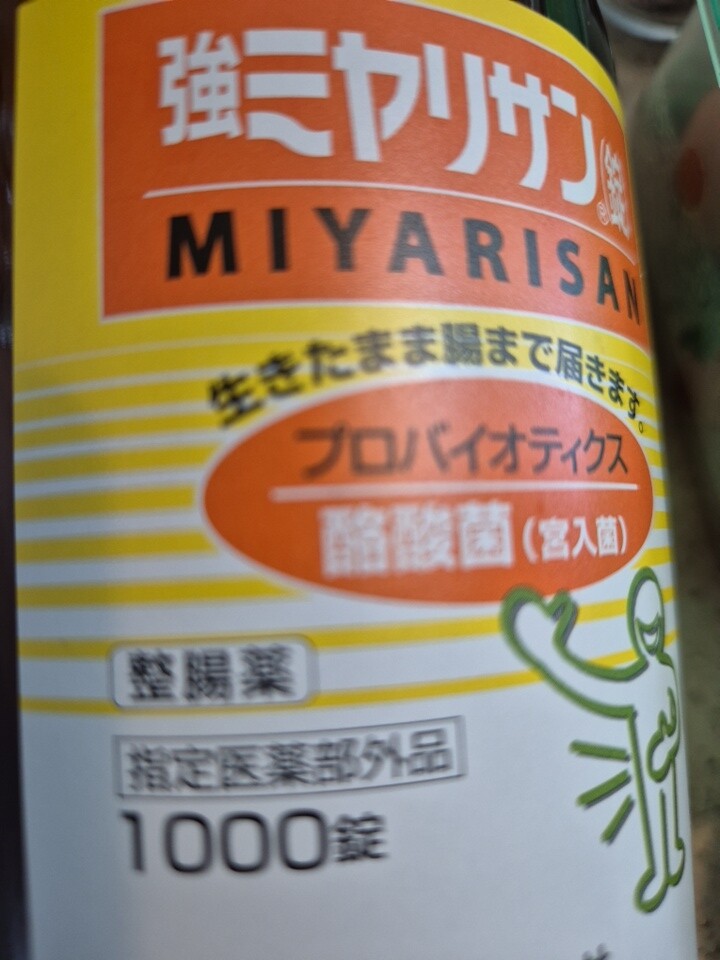 強ミヤリサン®(錠)
MIYARISAN
生きたまま腸まで届きます。
プロバイオティクス
酪酸菌(宮入菌)
整腸薬
指定医薬部外品
1000錠